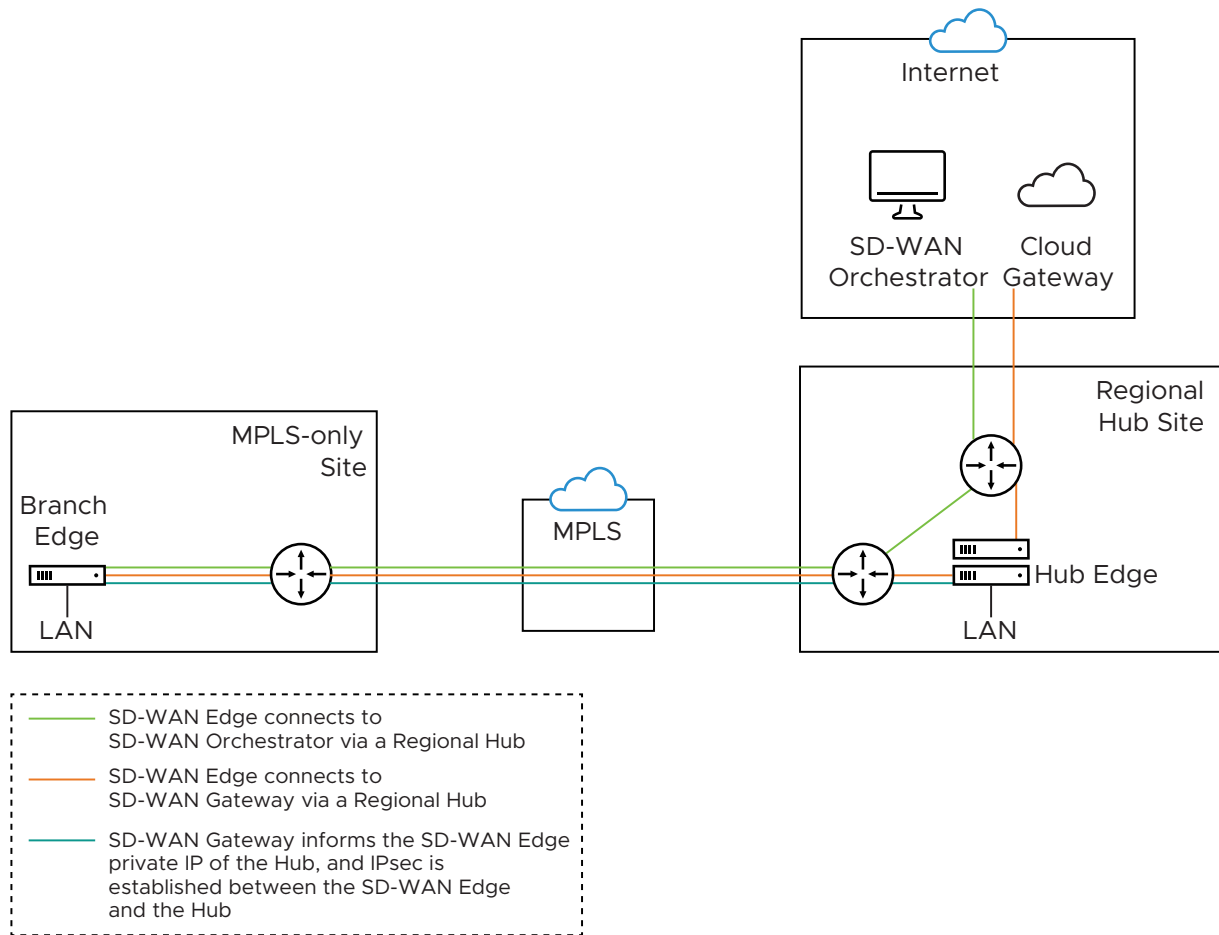 Internet
SD-WAN
Orchestrator
Cloud
Gateway
Regional
Hub Site
MPLS-only
Site
Branch
Edge
MPLS
Hub Edge
LAN
LAN
SD-WAN Edge connects to
SD-WAN Orchestrator via a Regional Hub
SD-WAN Edge connects to
SD-WAN Gateway via a Regional Hub
SD-WAN Gateway informs the SD-WAN Edge
private IP of the Hub, and IPsec is
established between the SD-WAN Edge
and the Hub